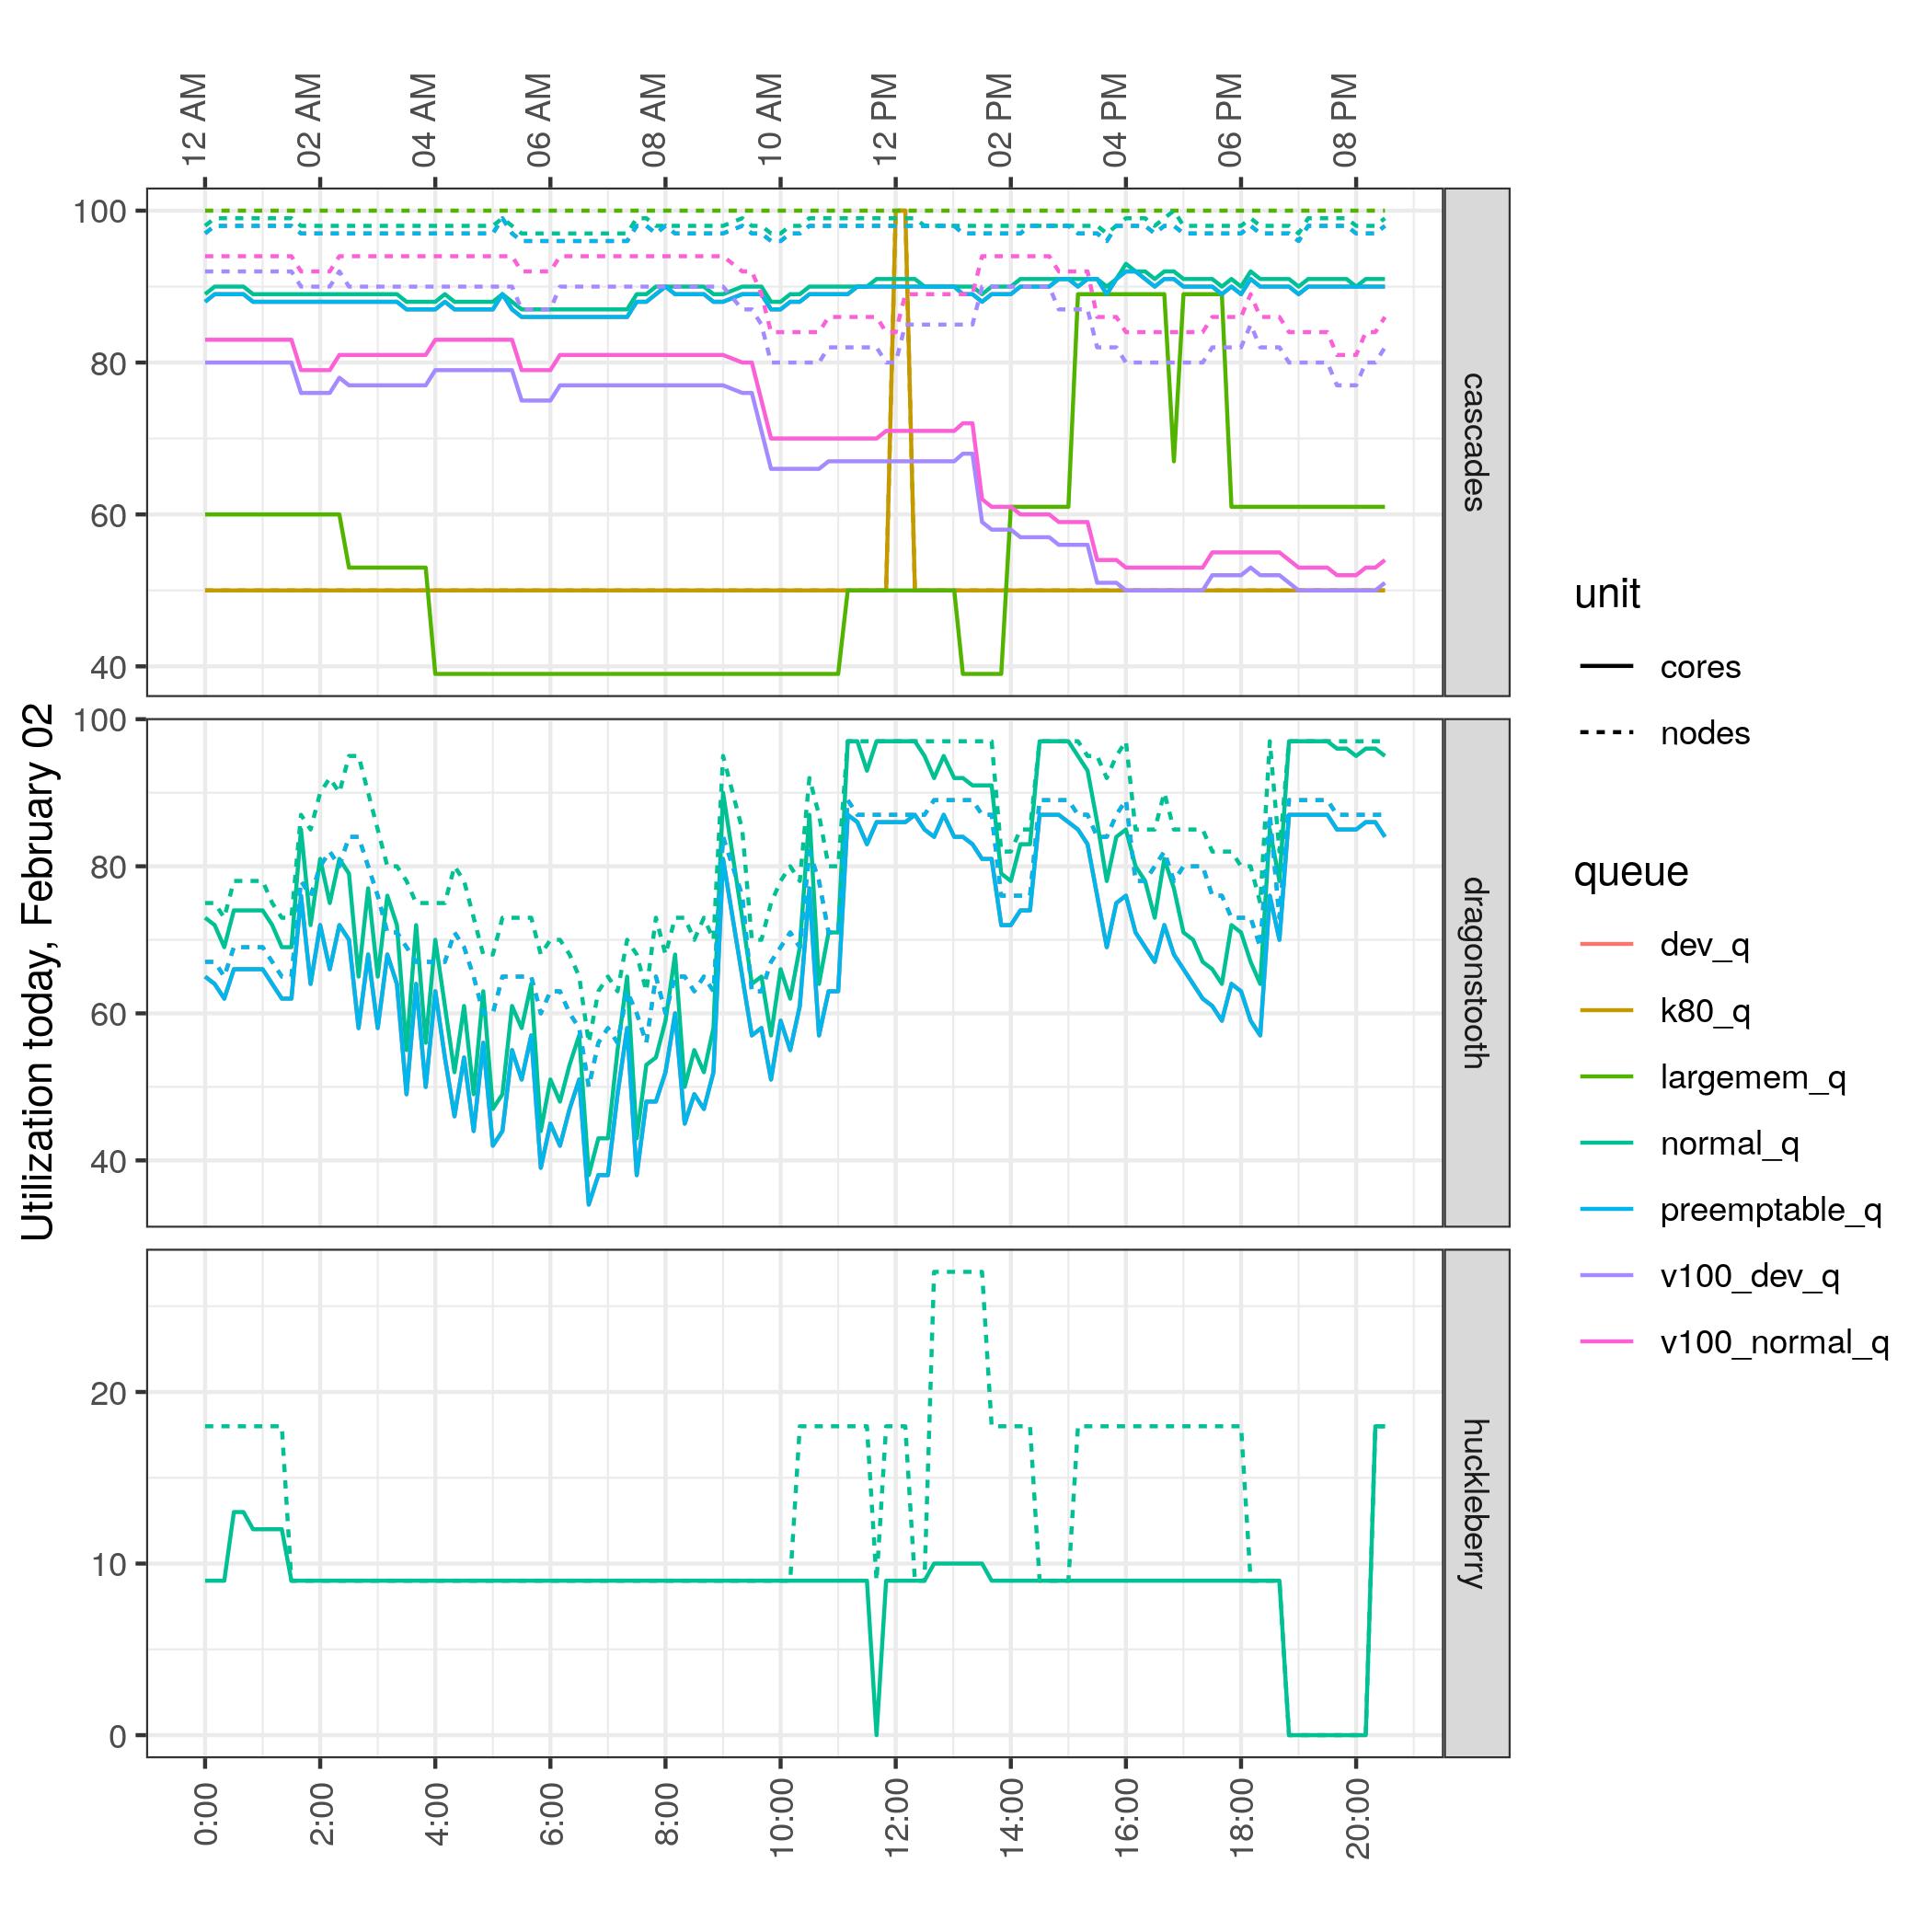 12 AM
02 AM
04 AM
06 AM
08 AM
10 AM
12 PM
02 PM
04 PM
06 PM
08 PM
Utilization today, February 02
100
80
60
40
cascades
100
80
60
40
dragonstooth
20
10
0
huckleberry
0:00
2:00
4:00
6:00
8:00
10:00
12:00
14:00
16:00
18:00
20:00
unit
cores
nodes
queue
dev_q
k80_q
largemem_q
normal_q
preemptable_q
v100_dev_q
v100_normal_q